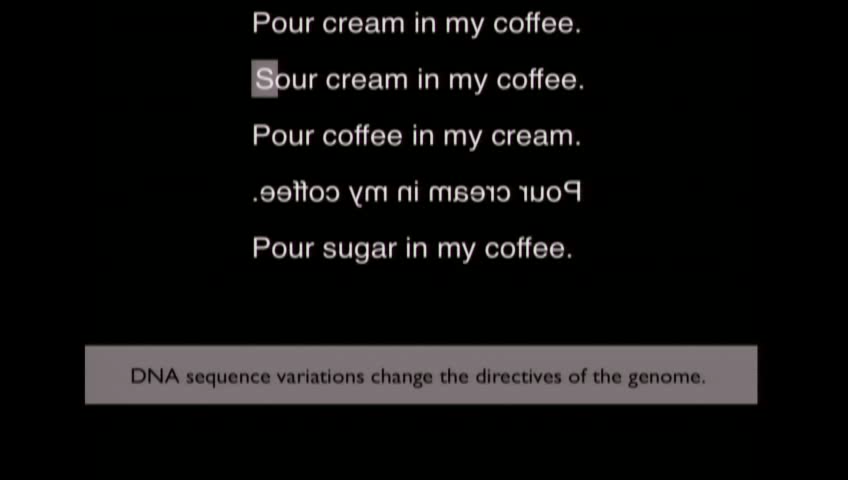 Pour cream in my coffee.
Sour cream in my coffee.
Pour coffee in my cream.
Pour cream in my coffee.
Pour sugar in my coffee.
DNA sequence variations change the directives of the genome.